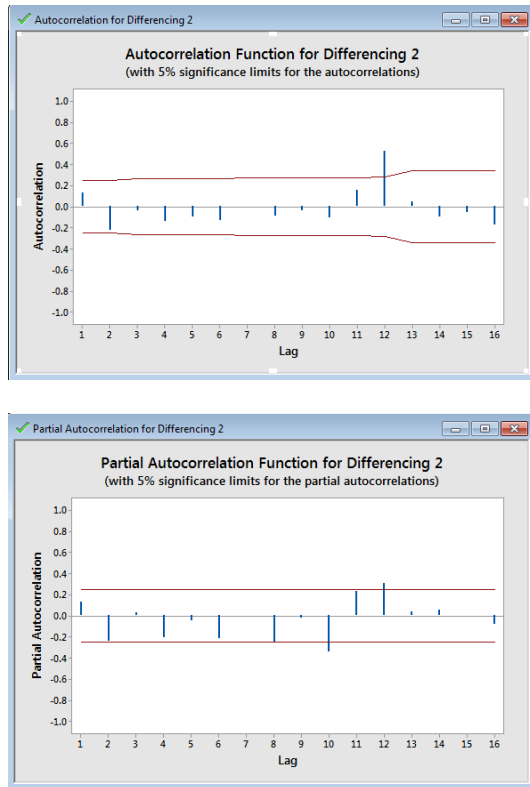 Autocorrelation for Differencing 2
Autocorrelation Function for Differencing 2
(with 5% significance limits for the autocorrelations)
1.0
0.8
0.6
0.4
0.2
0.0
-0.2
-0.4
-0.6
-0.8
-1.0
Autocorrelation
1 2 3 4 5 6 7 8 9 10 11 12 13 14 15 16
Lag
Partial Autocorrelation for Differencing 2
Partial Autocorrelation Function for Differencing 2
(with 5% significance limits for the partial autocorrelations)
1.0
0.8
0.6
0.4
0.2
0.0
-0.2
-0.4
-0.6
-0.8
-1.0
Partial Autocorrelation
1 2 3 4 5 6 7 8 9 10 11 12 13 14 15 16
Lag